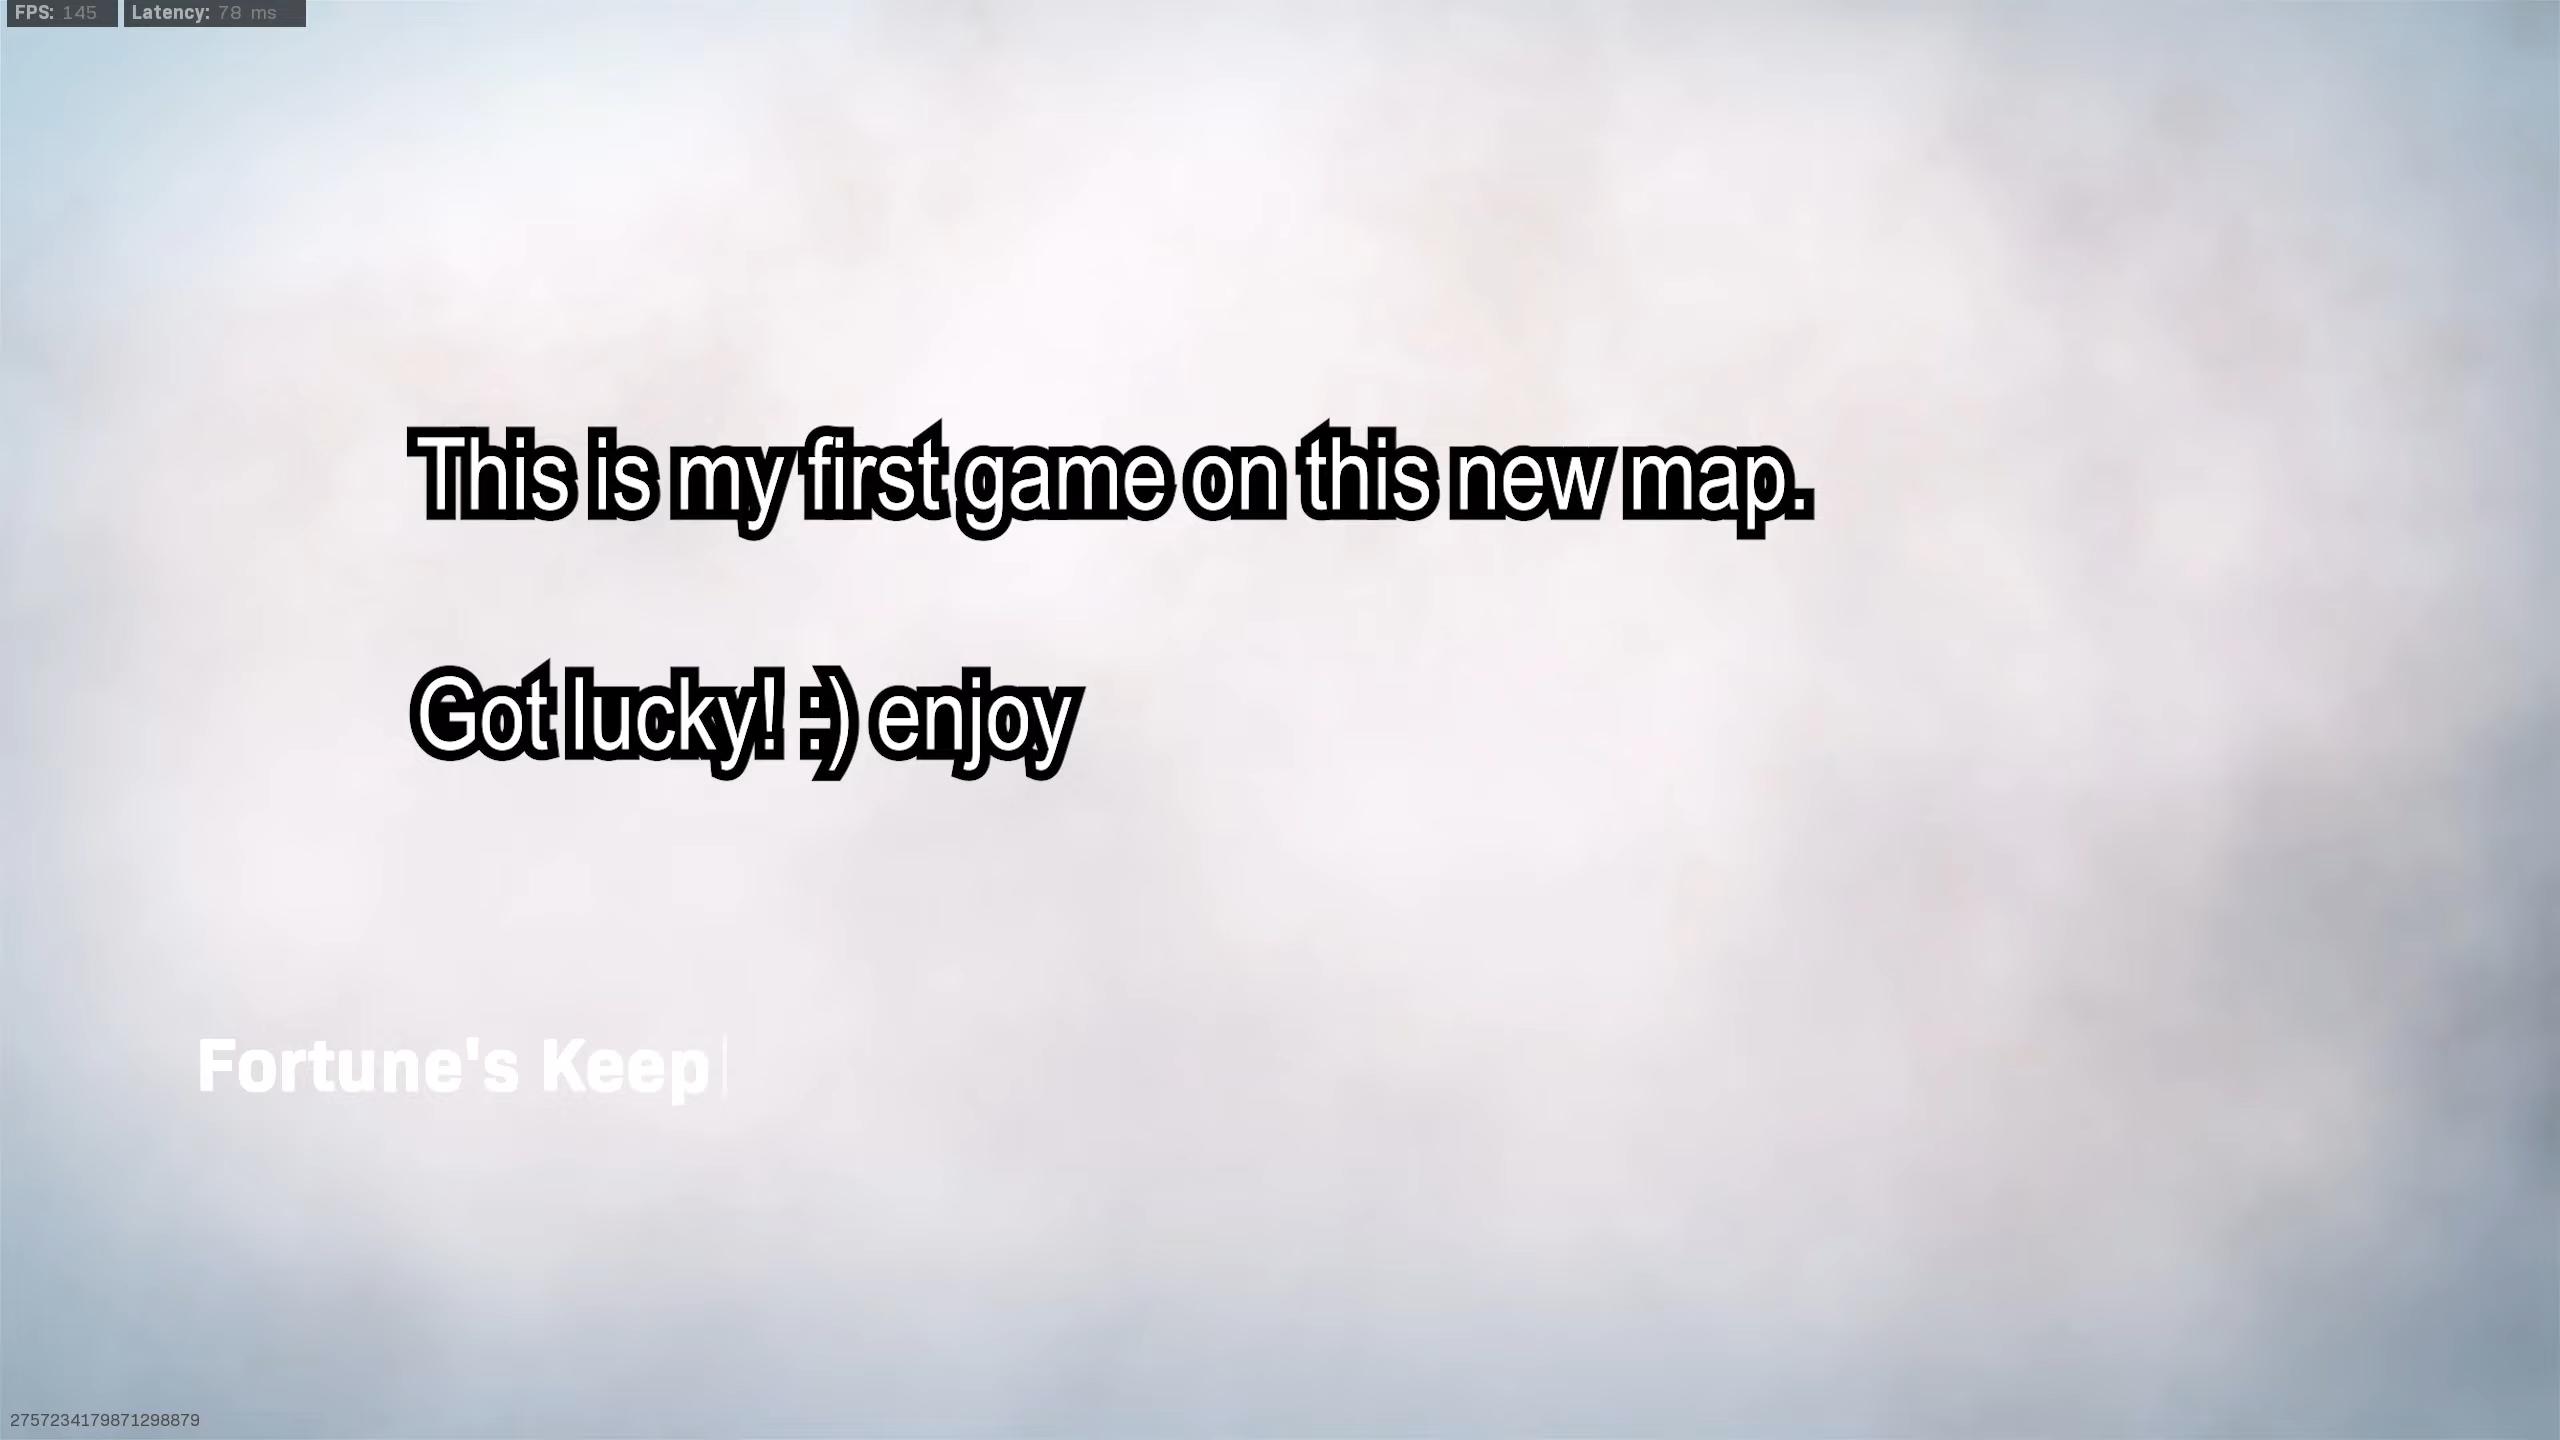 FPS: 145 Latency: 78 ms
This is my first game on this new map.
Got lucky! :) enjoy
Fortune's Keep
2757234179871298879